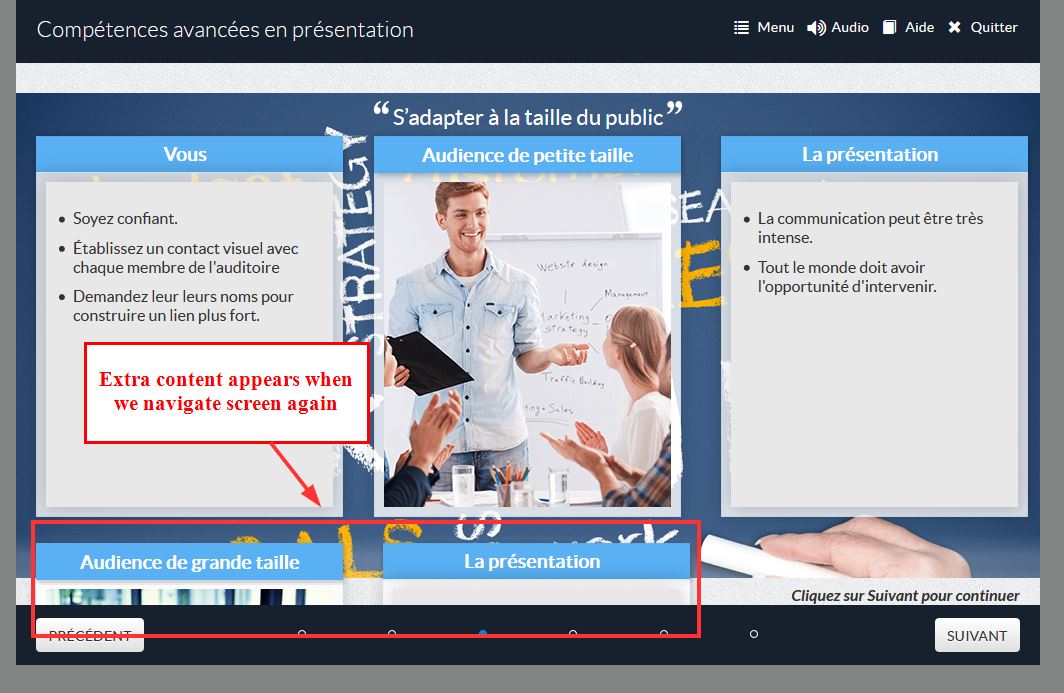 Compétences avancées en présentation
Menu
Audio
Aide
Quitter
“S’adapter à la taille du public”
Vous
Soyez confiant.
Établissez un contact visuel avec
chaque membre de l'auditoire
Demandez leur leurs noms pour
construire un lien plus fort.
STRATEGY
Audience de petite taille
Website design
Management
Marketing
strategy
Traffic Building
La présentation
La communication peut être très
intense.
Tout le monde doit avoir
l'opportunité d'intervenir.
Extra content appears when
we navigate screen again
Audience de grande taille
La présentation
Cliquez sur Suivant pour continuer
PRÉCÉDENT
SUIVANT